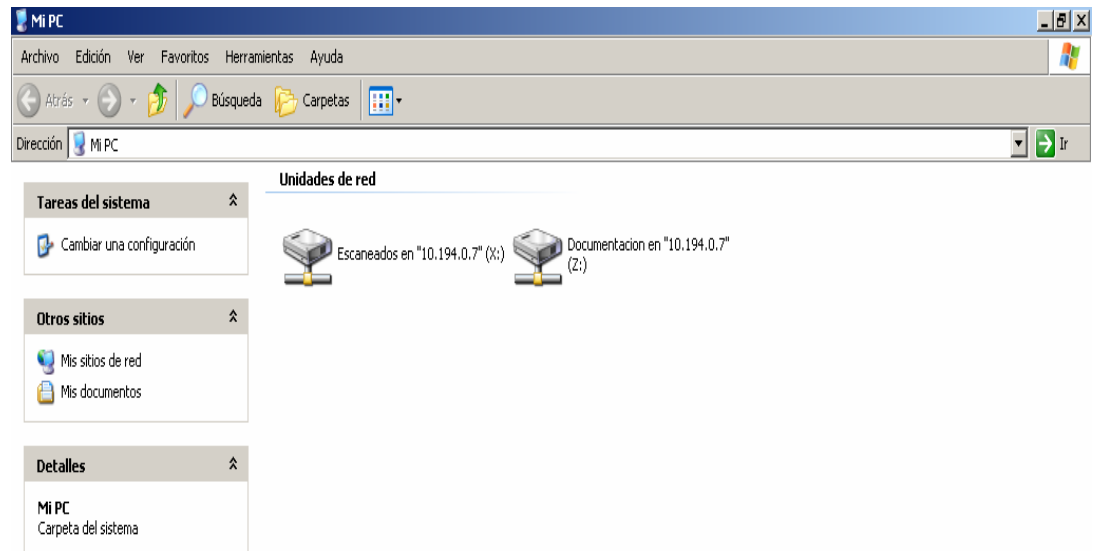 Mi PC
Archivo Edición Ver Favoritos Herramientas Ayuda
Atrás Búsqueda Carpetas
Dirección Mi PC Ir
Tareas del sistema
Cambiar una configuración
Otros sitios
Mis sitios de red
Mis documentos
Detalles
Mi PC
Carpeta del sistema
Unidades de red
Escaneados en "10.194.0.7" (X:)
Documentacion en "10.194.0.7"
(Z:)